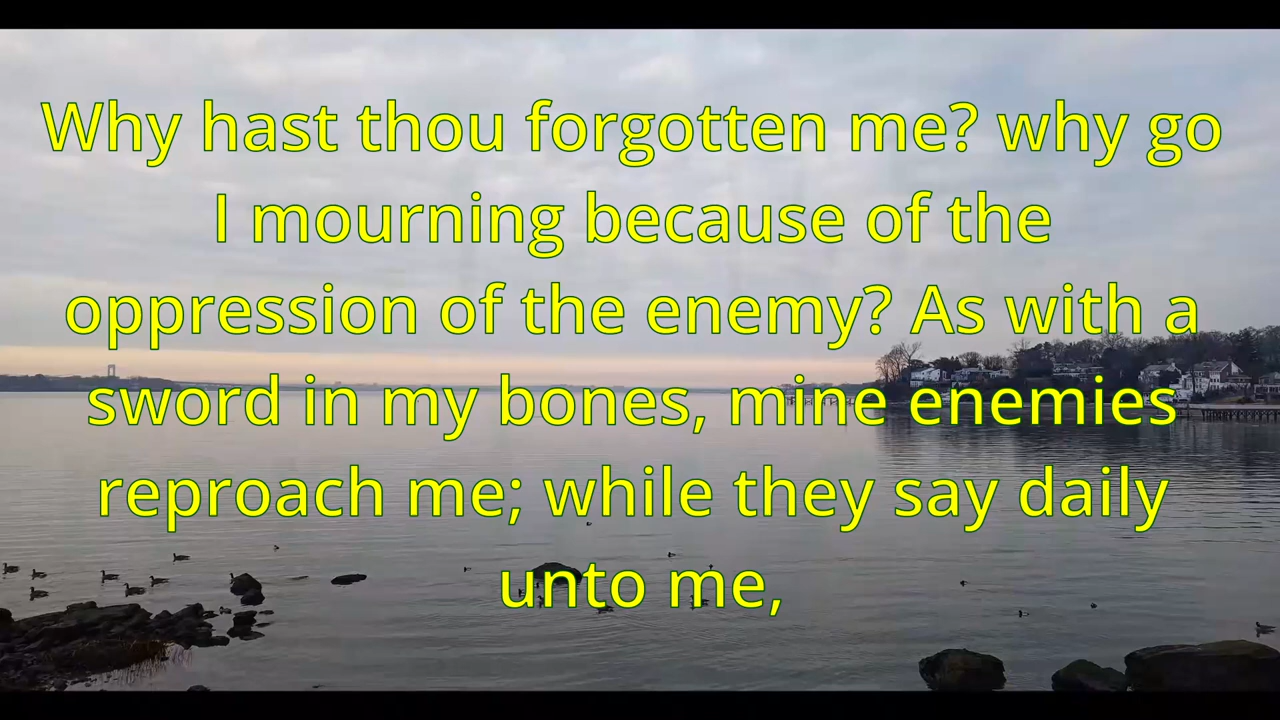 Why hast thou forgotten me? why go
I mourning because of the
oppression of the enemy? As with a
sword in my bones, mine enemies
reproach me; while they say daily
unto me,